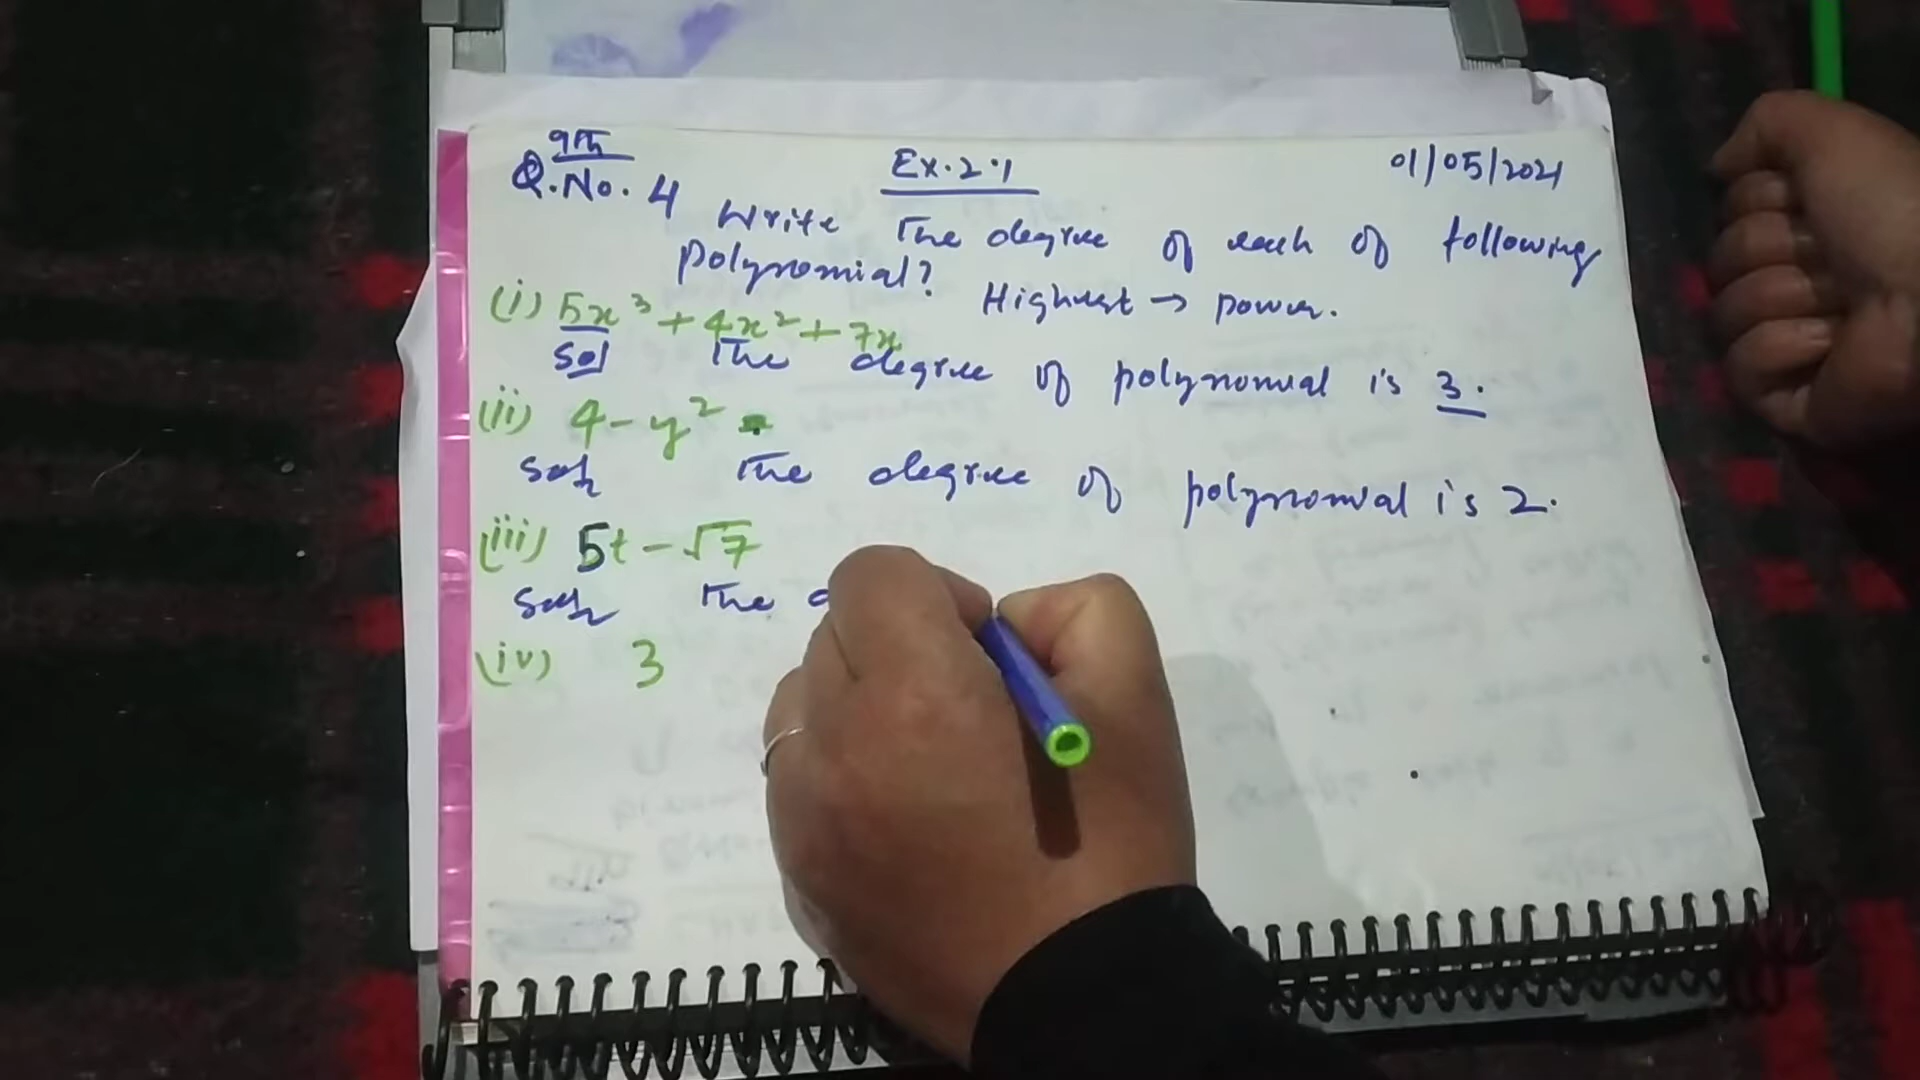 9th
Ex. 2.1
01/05/2021
Q.No. 4 Write The degree of each of following
polynomial? Highest → power.
(i) 5x³ + 4x² + 7x
Sol The degree of polynomial is 3.
(ii) 4 - y²
Soln The degree of polynomial is 2.
(iii) 5t - √7
Soln The d
(iv) 3